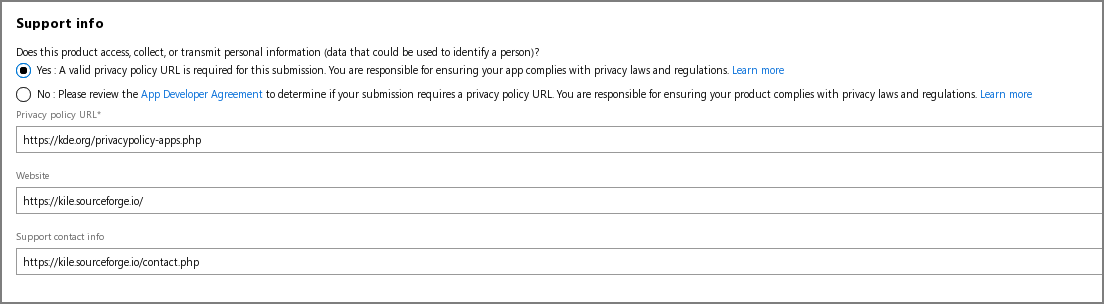 Support info
Does this product access, collect, or transmit personal information (data that could be used to identify a person)?
Yes : A valid privacy policy URL is required for this submission. You are responsible for ensuring your app complies with privacy laws and regulations. Learn more
No : Please review the App Developer Agreement to determine if your submission requires a privacy policy URL. You are responsible for ensuring your product complies with privacy laws and regulations. Learn more
Privacy policy URL*
https://kde.org/privacypolicy-apps.php
Website
https://kile.sourceforge.io/
Support contact info
https://kile.sourceforge.io/contact.php